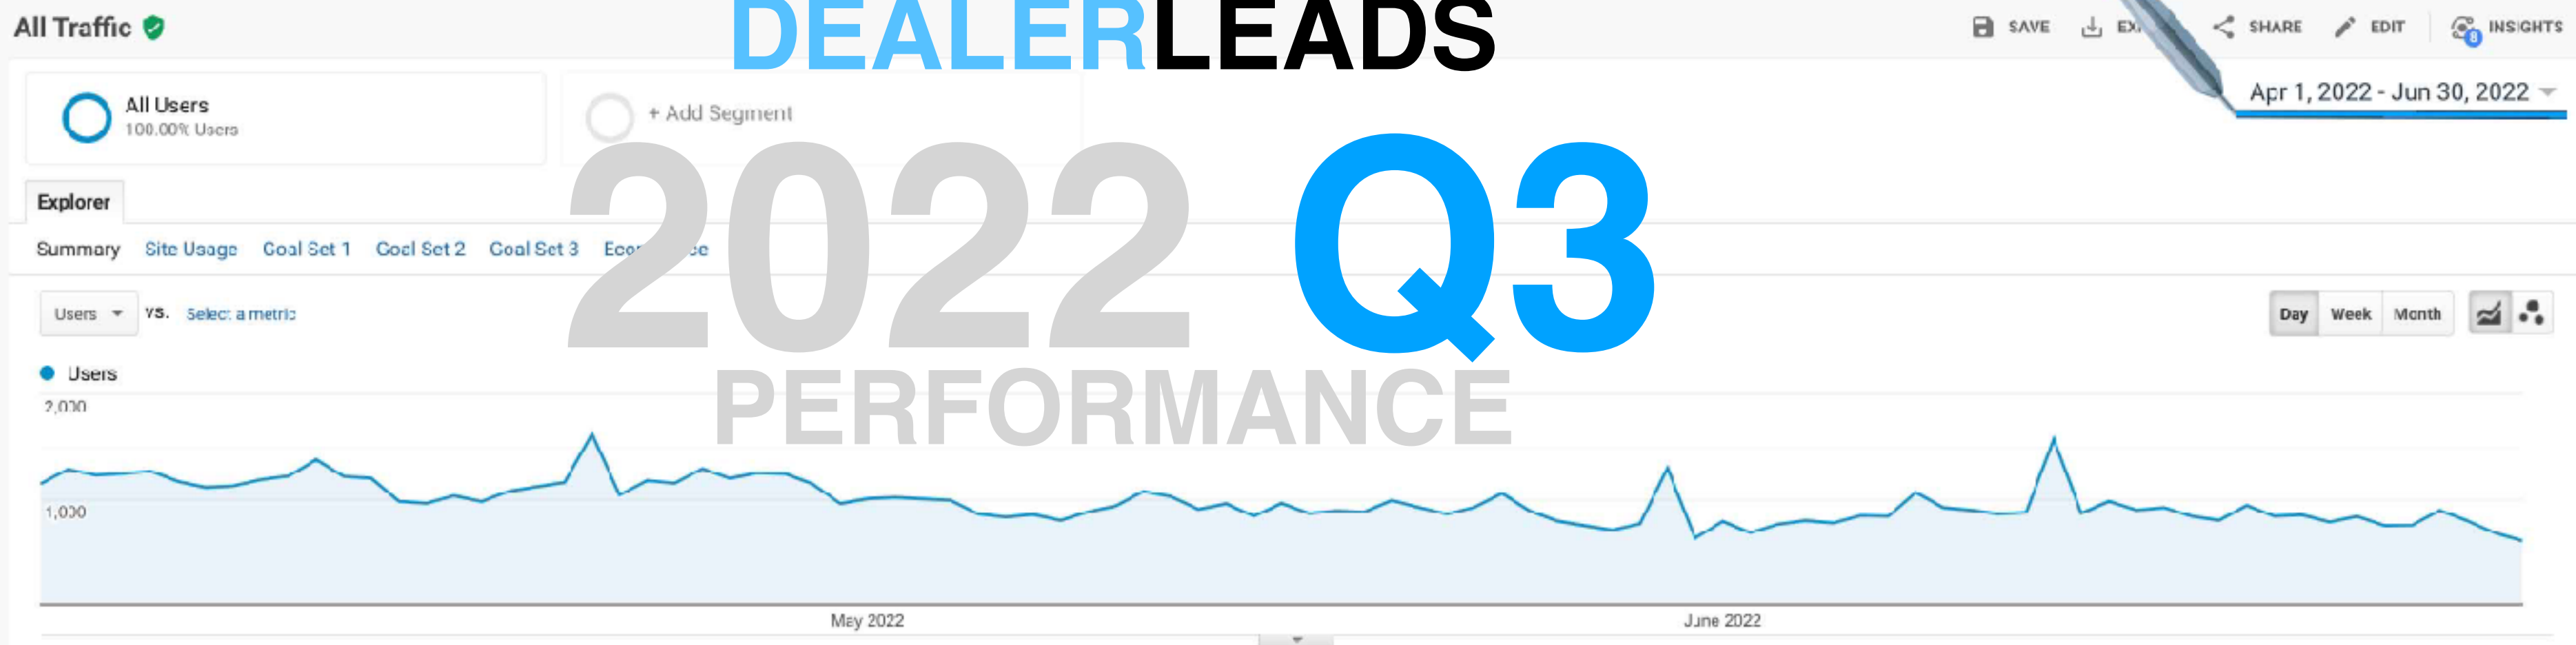 All Traffic
DEALERLEADS
SAVE
SHARE
EDIT
8
INSIGHTS
All Users
100.00% Users
+ Add Segment
Apr 1, 2022 - Jun 30, 2022
2022 Q3
Explorer
Summary Site Usage Goal Set 1 Goal Set 2 Goal Set 3
Users VS. Select a metric
Day Week Month
PERFORMANCE
Users
2,000
1,000
May 2022 June 2022